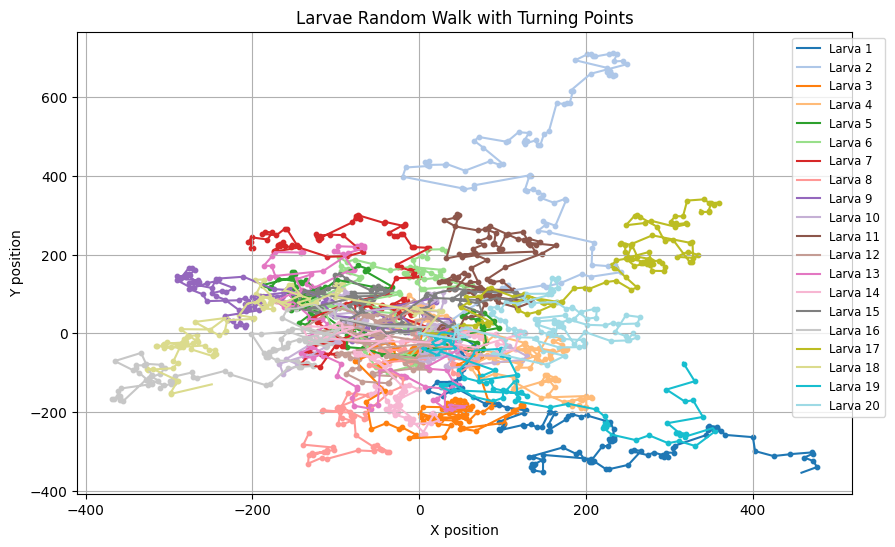 Larvae Random Walk with Turning Points
Y position
600
400
200
0
−200
−400
−400
−200
0
200
400
X position
Larva 1
Larva 2
Larva 3
Larva 4
Larva 5
Larva 6
Larva 7
Larva 8
Larva 9
Larva 10
Larva 11
Larva 12
Larva 13
Larva 14
Larva 15
Larva 16
Larva 17
Larva 18
Larva 19
Larva 20